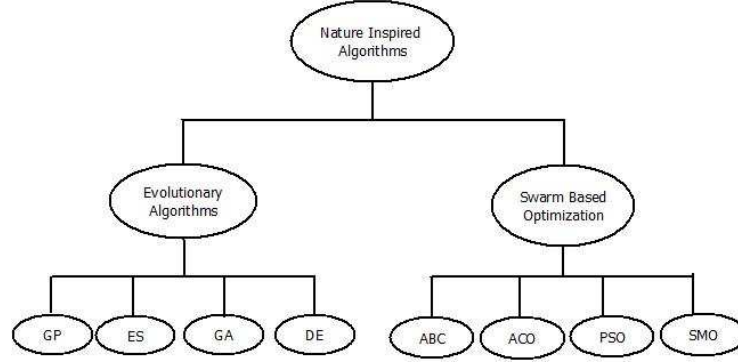 Nature Inspired
Algorithms
Evolutionary
Algorithms
Swarm Based
Optimization
GP
ES
GA
DE
ABC
ACO
PSO
SMO